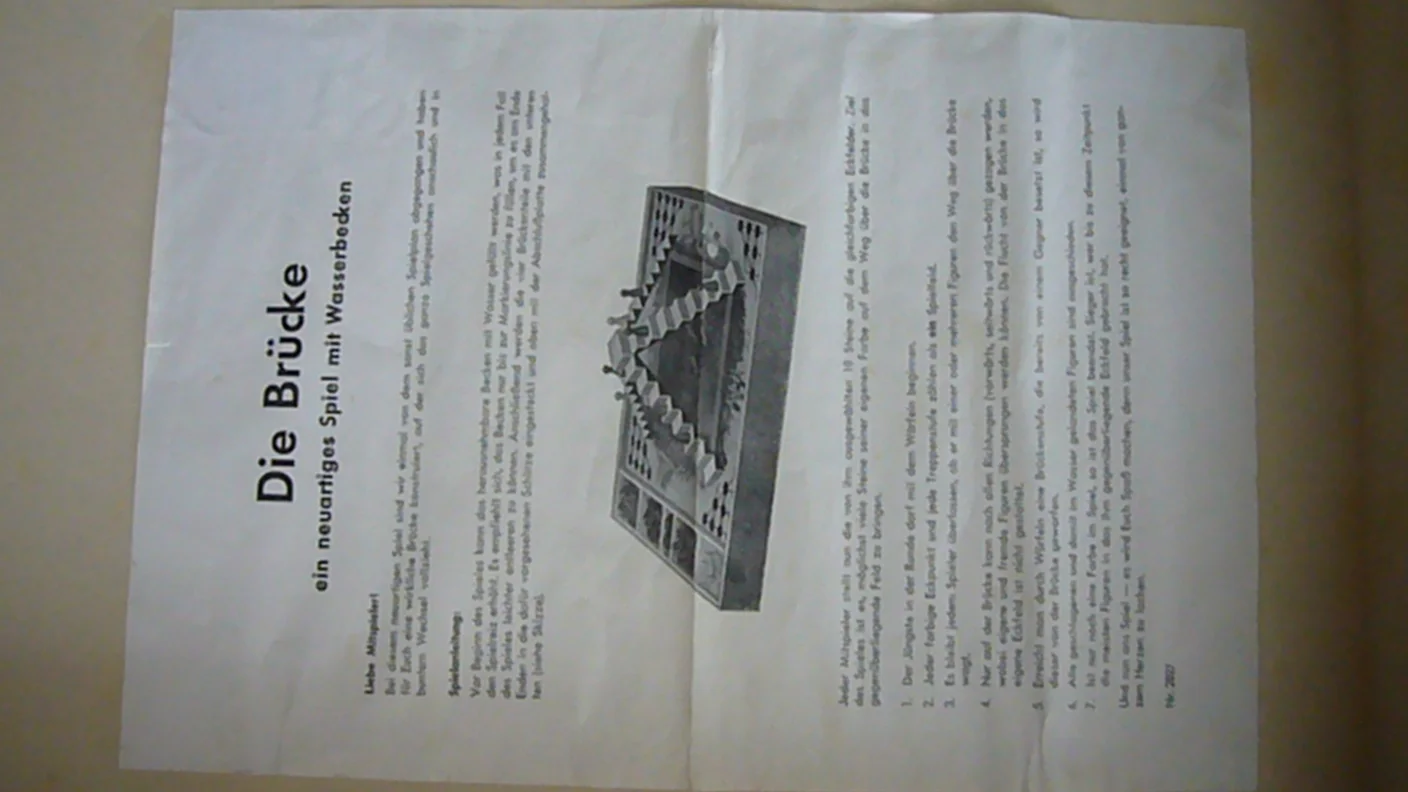 Die Brücke
ein neuartiges Spiel mit Wasserbecken
Liebe Mitspieler!
Bei diesem neuartigen Spiel sind wir einmal von dem sonst üblichen Spielplan abgegangen und haben
für Euch eine wirkliche Brücke konstruiert, auf der sich das ganze Spielgeschehen anschaulich und in
buntem Wechsel vollzieht.
Spielanleitung:
Vor Beginn des Spieles kann das herausnehmbare Becken mit Wasser gefüllt werden, was in jedem Fall
den Spielreiz erhöht. Es empfiehlt sich, das Becken nur bis zur Markierungslinie zu füllen, um es am Ende
des Spieles leichter entleeren zu können. Anschließend werden die vier Brückenteile mit den unteren
Enden in die dafür vorgesehenen Schlitze eingesteckt und oben mit der Abschlußplatte zusammengehal-
ten (siehe Skizze).
Jeder Mitspieler stellt nun die von ihm ausgewählten 10 Steine auf die gleichfarbigen Eckfelder. Ziel
des Spieles ist es, möglichst viele Steine seiner eigenen Farbe auf dem Weg über die Brücke in das
gegenüberliegende Feld zu bringen.
1. Der Jüngste in der Runde darf mit dem Würfeln beginnen.
2. Jeder farbige Eckpunkt und jede Treppenstufe zählen als ein Spielfeld.
3. Es bleibt jedem Spieler überlassen, ob er mit einer oder mehreren Figuren den Weg über die Brücke
wagt.
4. Nur auf der Brücke kann nach allen Richtungen (vorwärts, seitwärts und rückwärts) gezogen werden,
wobei eigene und fremde Figuren übersprungen werden können. Die Flucht von der Brücke in das
eigene Eckfeld ist nicht gestattet.
5. Erreicht man durch Würfeln eine Brückenstufe, die bereits von einem Gegner besetzt ist, so wird
dieser von der Brücke geworfen.
6. Alle geschlagenen und damit im Wasser gelandeten Figuren sind ausgeschieden.
7. Ist nur noch eine Farbe im Spiel, so ist das Spiel beendet. Sieger ist, wer bis zu diesem Zeitpunkt
die meisten Figuren in das ihm gegenüberliegende Eckfeld gebracht hat.
Und nun ans Spiel — es wird Euch Spaß machen, denn unser Spiel ist so recht geeignet, einmal von gan-
zem Herzen zu lachen.
Nr.